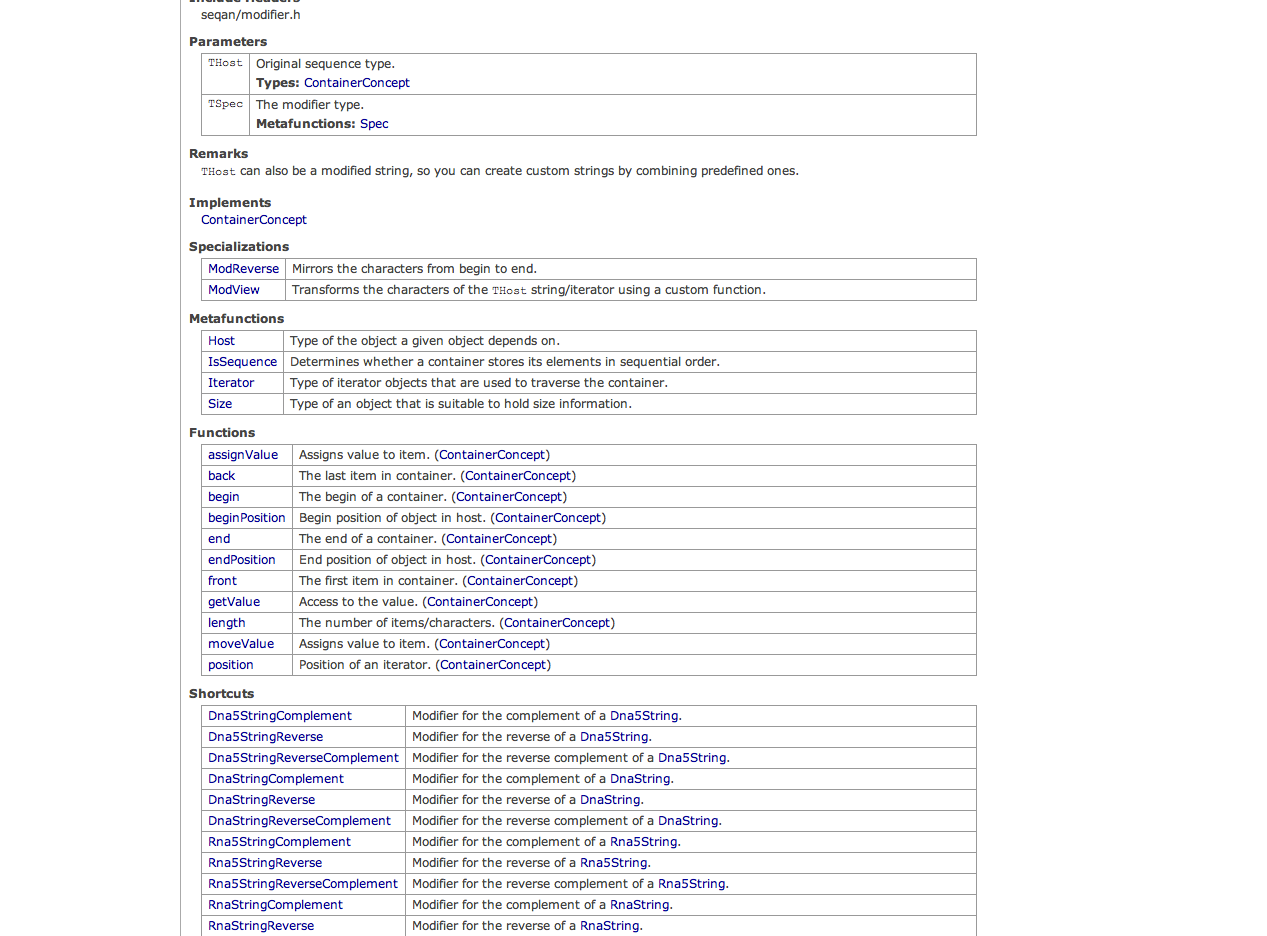 Include Headers
seqan/modifier.h
Parameters
THost Original sequence type.
Types: ContainerConcept
TSpec The modifier type.
Metafunctions: Spec
Remarks
THost can also be a modified string, so you can create custom strings by combining predefined ones.
Implements
ContainerConcept
Specializations
ModReverse Mirrors the characters from begin to end.
ModView Transforms the characters of the THost string/iterator using a custom function.
Metafunctions
Host Type of the object a given object depends on.
IsSequence Determines whether a container stores its elements in sequential order.
Iterator Type of iterator objects that are used to traverse the container.
Size Type of an object that is suitable to hold size information.
Functions
assignValue Assigns value to item. (ContainerConcept)
back The last item in container. (ContainerConcept)
begin The begin of a container. (ContainerConcept)
beginPosition Begin position of object in host. (ContainerConcept)
end The end of a container. (ContainerConcept)
endPosition End position of object in host. (ContainerConcept)
front The first item in container. (ContainerConcept)
getValue Access to the value. (ContainerConcept)
length The number of items/characters. (ContainerConcept)
moveValue Assigns value to item. (ContainerConcept)
position Position of an iterator. (ContainerConcept)
Shortcuts
Dna5StringComplement Modifier for the complement of a Dna5String.
Dna5StringReverse Modifier for the reverse of a Dna5String.
Dna5StringReverseComplement Modifier for the reverse complement of a Dna5String.
DnaStringComplement Modifier for the complement of a DnaString.
DnaStringReverse Modifier for the reverse of a DnaString.
DnaStringReverseComplement Modifier for the reverse complement of a DnaString.
Rna5StringComplement Modifier for the complement of a Rna5String.
Rna5StringReverse Modifier for the reverse of a Rna5String.
Rna5StringReverseComplement Modifier for the reverse complement of a Rna5String.
RnaStringComplement Modifier for the complement of a RnaString.
RnaStringReverse Modifier for the reverse of a RnaString.